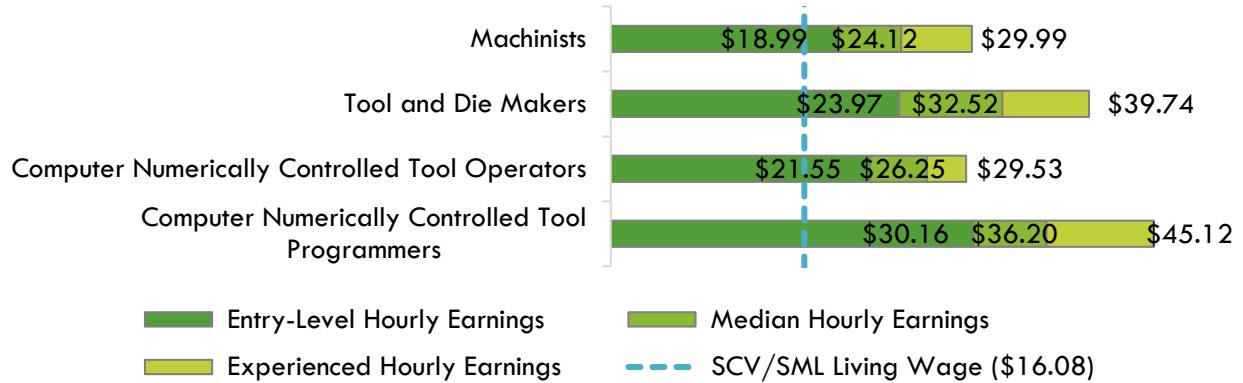 Machinists $18.99 $24.12 $29.99
Tool and Die Makers $23.97 $32.52 $39.74
Computer Numerically Controlled Tool Operators $21.55 $26.25 $29.53
Computer Numerically Controlled Tool
Programmers $30.16 $36.20 $45.12
Entry-Level Hourly Earnings Median Hourly Earnings
Experienced Hourly Earnings SCV/SML Living Wage ($16.08)